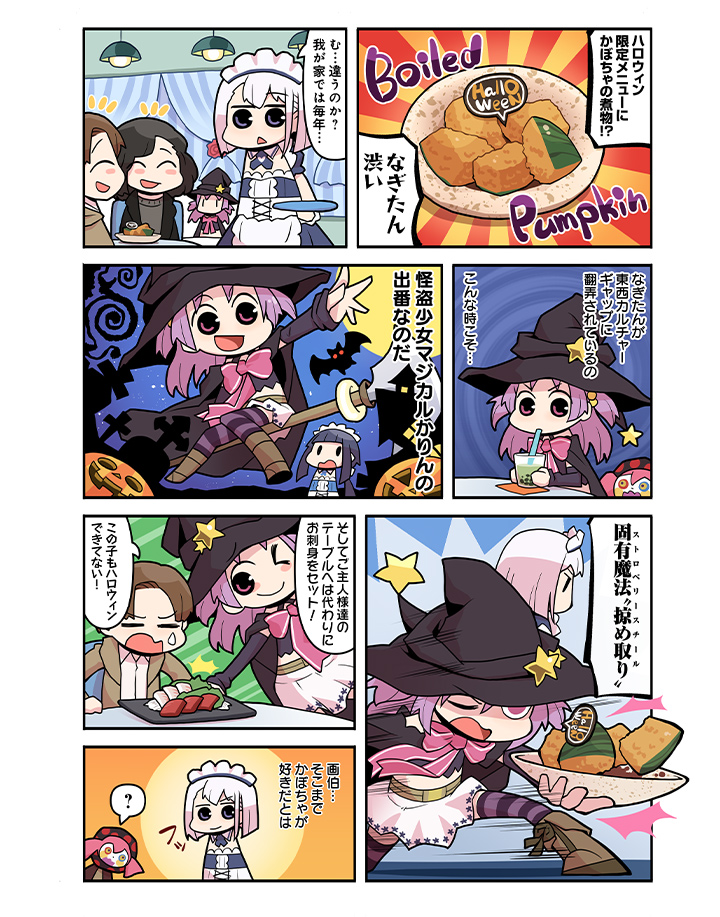 ハロウィン
限定メニューに
かぼちゃの煮物!?
Boiled
Hallo
Ween
Pumpkin
なぎたん
渋い
む…違うのか?
我が家では毎年…
なぎたんが
東西カルチャー
ギャップに
翻弄されているの
こんな時こそ…
怪盗少女マジカルかりんの
出番なのだ
固有魔法"掠め取り"
ストロベリースチール
そしてご主人様達の
テーブルへは代わりに
お刺身をセット!
この子もハロウィン
できてない!
画伯…
そこまで
かぼちゃが
好きだとは
フッ
?